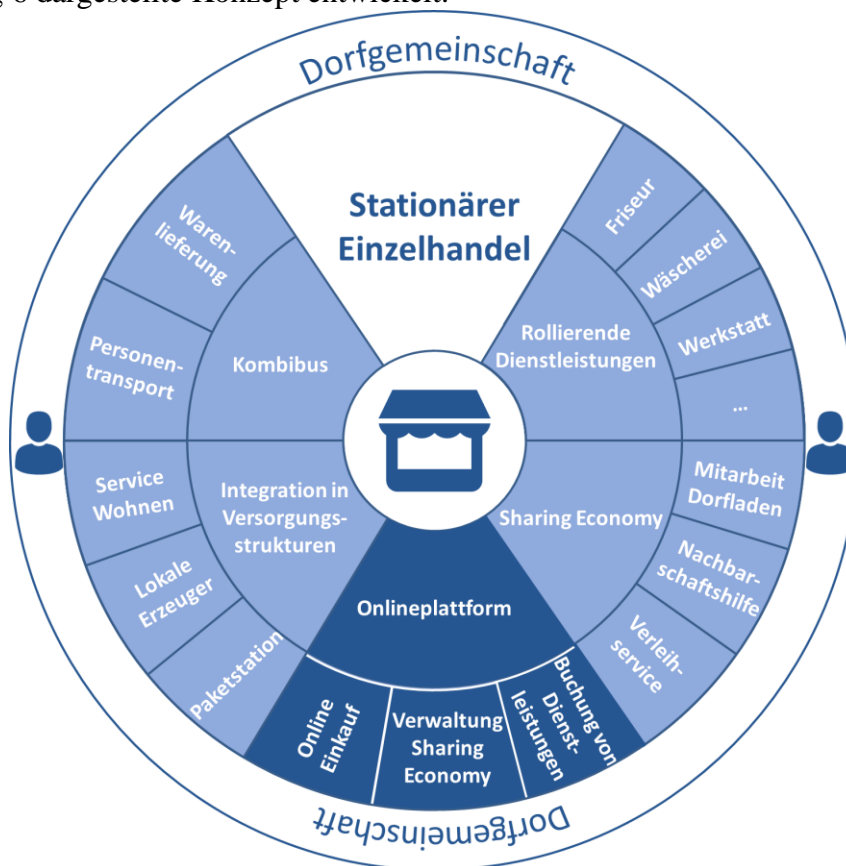 dargestellte Konzept entwickelt.
Dorfgemeinschaft
Stationärer
Einzelhandel
Friseur
Wäscherei
Werkstatt
...
Rollierende
Dienstleistungen
Mitarbeit
Dorfladen
Nachbar-
schaftshilfe
Verleih-
service
Sharing Economy
Onlineplattform
Buchung von
Dienst-
leistungen
Verwaltung
Sharing
Economy
Online
Einkauf
Integration in
Versorgungs-
strukturen
Paketstation
Lokale
Erzeuger
Service
Wohnen
Kombibus
Personen-
transport
Waren-
lieferung
Dorfgemeinschaft